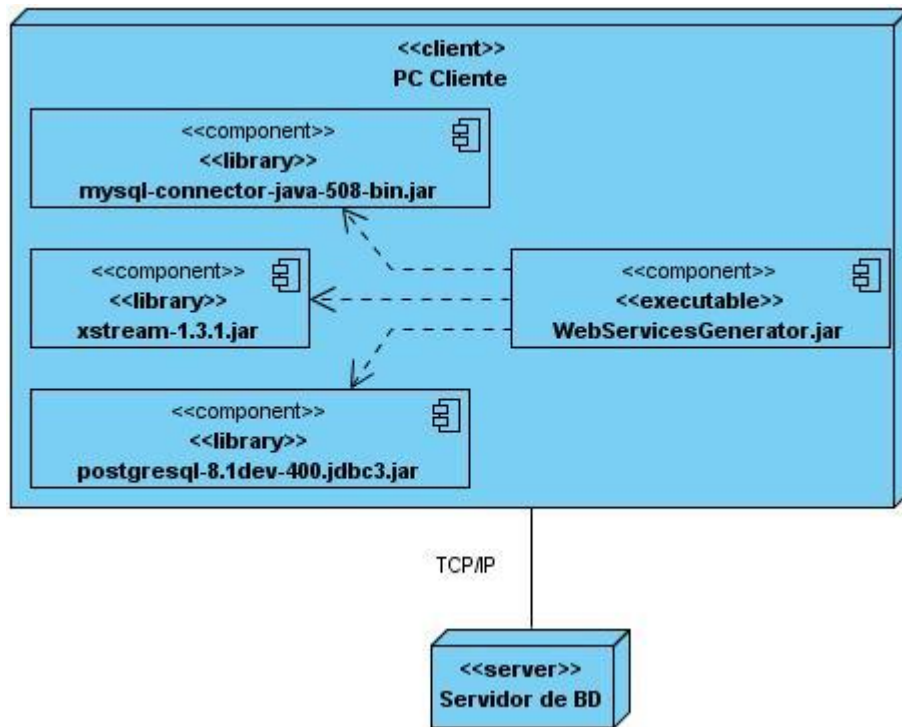 <<client>>
PC Cliente
<<component>>
<<library>>
mysql-connector-java-508-bin.jar
<<component>>
<<library>>
xstream-1.3.1.jar
<<component>>
<<executable>>
WebServicesGenerator.jar
<<component>>
<<library>>
postgresql-8.1dev-400.jdbc3.jar
TCP/IP
<<server>>
Servidor de BD